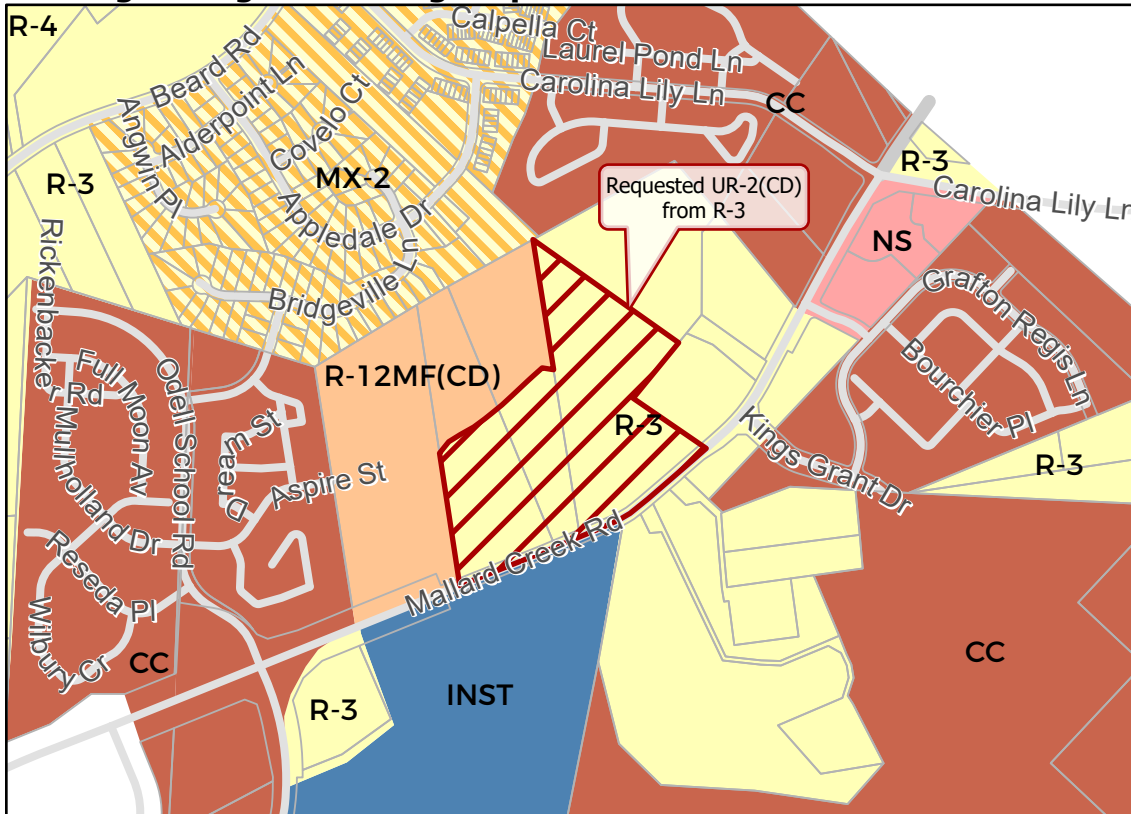 R-4
Beard Rd
Calpella Ct
Laurel Pond Ln
Carolina Lily Ln
CC
Alderpoint Ln
Angwin Pl
Covelo Ct
MX-2
R-3
R-3
Carolina Lily Ln
Requested UR-2(CD)
from R-3
Appledale Dr
NS
Rickenbacker Rd
Bridgeville Ln
Grafton Regis Ln
Full Moon Av
Odell School Rd
R-12MF(CD)
Bourchier Pl
Mullholland Dr
Dream St
R-3
Kings Grant Dr
R-3
Aspire St
Reseda Pl
Mallard Creek Rd
Wilbury Cr
CC
CC
R-3
INST